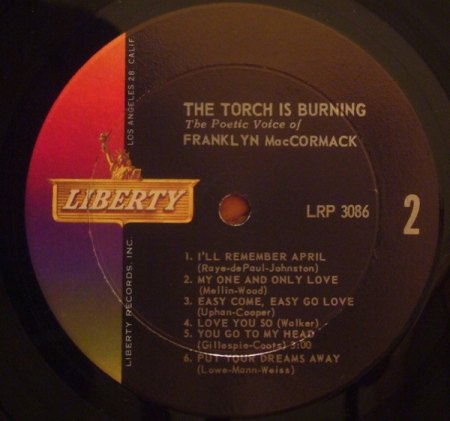 THE TORCH IS BURNING
The Poetic Voice of
FRANKLYN MacCORMACK
LIBERTY
LRP 3086
2
1. I'LL REMEMBER APRIL
(Raye-dePaul-Johnston)
2. MY ONE AND ONLY LOVE
(Mellin-Wood)
3. EASY COME, EASY GO LOVE
(Uphan-Cooper)
4. LOVE YOU SO (Walker)
5. YOU GO TO MY HEAD
(Gillespie-Coots) 3:00
6. PUT YOUR DREAMS AWAY
(Lowe-Mann-Weiss)
LIBERTY RECORDS, INC.
LOS ANGELES 28, CALIF.